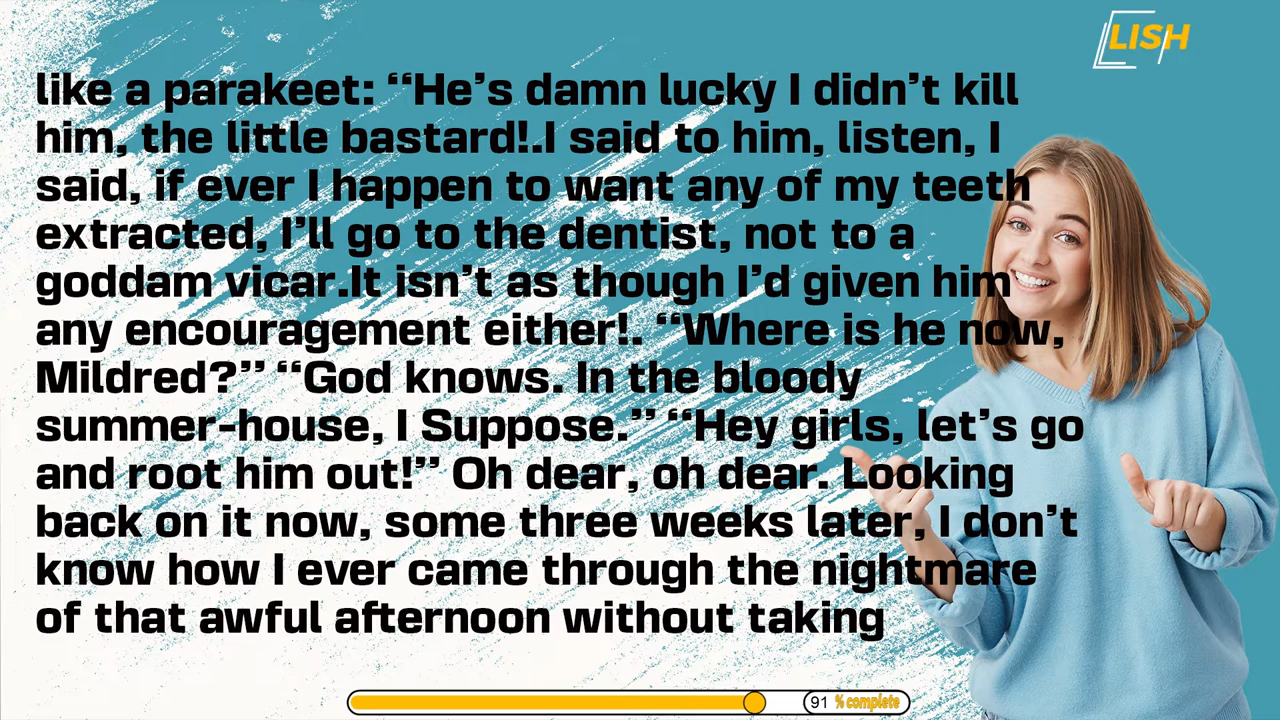 LISH
like a parakeet: “He’s damn lucky I didn’t kill
him, the little bastard!.I said to him, listen, I
said, if ever I happen to want any of my teeth
extracted, I’ll go to the dentist, not to a
goddam vicar.It isn’t as though I’d given him
any encouragement either!. “Where is he now,
Mildred?” “God knows. In the bloody
summer-house, I Suppose.” “Hey girls, let’s go
and root him out!” Oh dear, oh dear. Looking
back on it now, some three weeks later, I don’t
know how I ever came through the nightmare
of that awful afternoon without taking
91 % complete